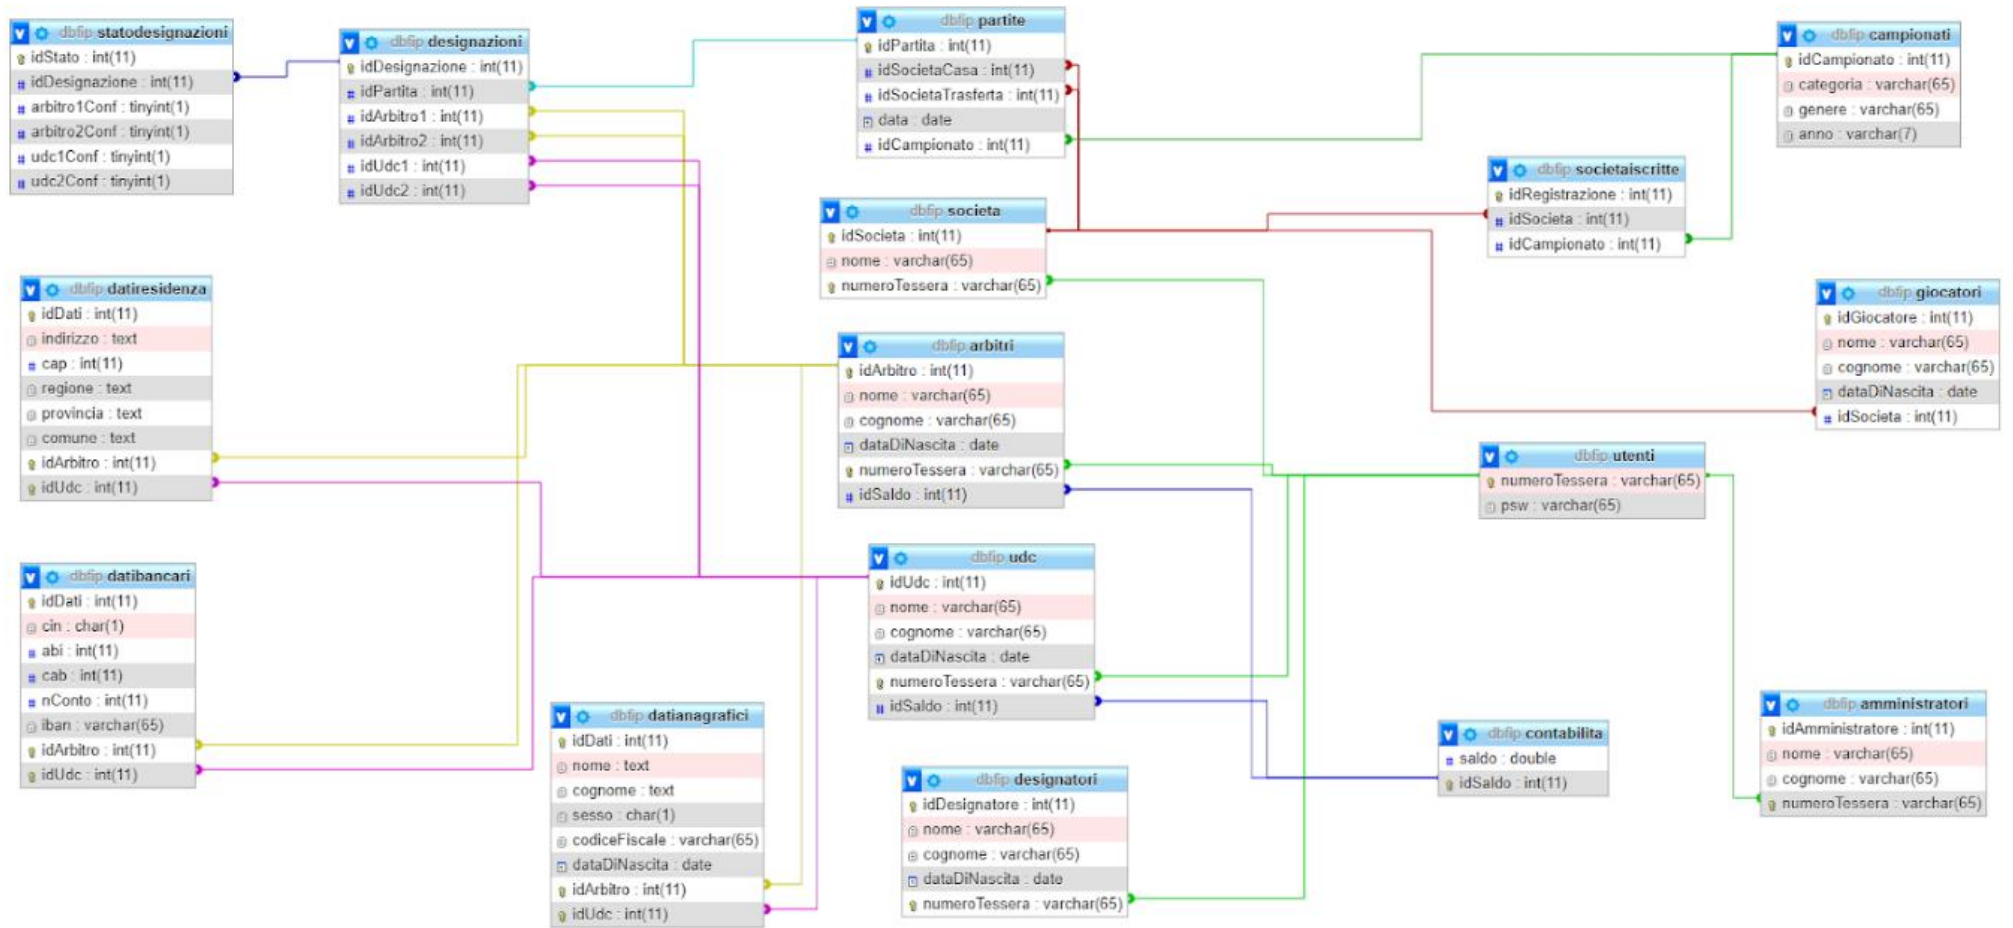 dbfip statodesignazioni
idStato : int(11)
idDesignazione : int(11)
arbitro1Conf : tinyint(1)
arbitro2Conf : tinyint(1)
udc1Conf : tinyint(1)
udc2Conf : tinyint(1)
dbfip designazioni
idDesignazione : int(11)
idPartita : int(11)
idArbitro1 : int(11)
idArbitro2 : int(11)
idUdc1 : int(11)
idUdc2 : int(11)
dbfip partite
idPartita : int(11)
idSocietaCasa : int(11)
idSocietaTrasferta : int(11)
data : date
idCampionato : int(11)
dbfip campionati
idCampionato : int(11)
categoria : varchar(65)
genere : varchar(65)
anno : varchar(7)
dbfip societaiscritte
idRegistrazione : int(11)
idSocieta : int(11)
idCampionato : int(11)
dbfip societa
idSocieta : int(11)
nome : varchar(65)
numeroTessera : varchar(65)
dbfip datiresidenza
idDati : int(11)
indirizzo : text
cap : int(11)
regione : text
provincia : text
comune : text
idArbitro : int(11)
idUdc : int(11)
dbfip arbitri
idArbitro : int(11)
nome : varchar(65)
cognome : varchar(65)
dataDiNascita : date
numeroTessera : varchar(65)
idSaldo : int(11)
dbfip giocatori
idGiocatore : int(11)
nome : varchar(65)
cognome : varchar(65)
dataDiNascita : date
idSocieta : int(11)
dbfip utenti
numeroTessera : varchar(65)
psw : varchar(65)
dbfip datibancari
idDati : int(11)
cin : char(1)
abi : int(11)
cab : int(11)
nConto : int(11)
iban : varchar(65)
idArbitro : int(11)
idUdc : int(11)
dbfip udc
idUdc : int(11)
nome : varchar(65)
cognome : varchar(65)
dataDiNascita : date
numeroTessera : varchar(65)
idSaldo : int(11)
dbfip datianagrafici
idDati : int(11)
nome : text
cognome : text
sesso : char(1)
codiceFiscale : varchar(65)
dataDiNascita : date
idArbitro : int(11)
idUdc : int(11)
dbfip designatori
idDesignatore : int(11)
nome : varchar(65)
cognome : varchar(65)
dataDiNascita : date
numeroTessera : varchar(65)
dbfip contabilita
saldo : double
idSaldo : int(11)
dbfip amministratori
idAmministratore : int(11)
nome : varchar(65)
cognome : varchar(65)
numeroTessera : varchar(65)